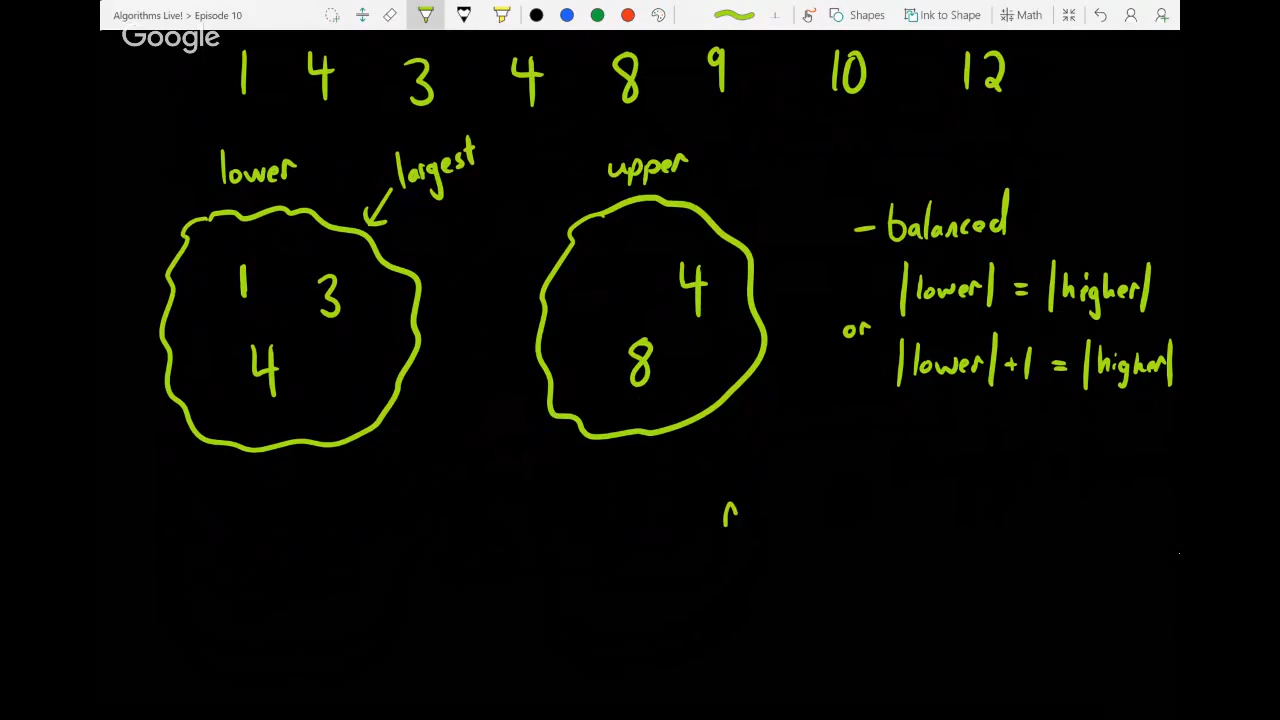 Algorithms Live! > Episode 10
Shapes
Ink to Shape
Math
Google
1 4 3 4 8 9 10 12
lower
largest
upper
1 3
4
4
8
- balanced
|lower| = |higher|
or
|lower| + 1 = |higher|